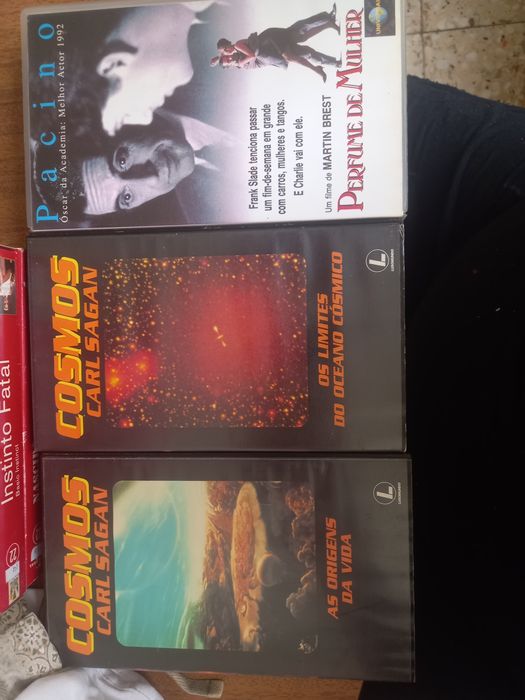 Pacino
Óscar da Academia: Melhor Actor 1992
Frank Slade tenciona passar
um fim-de-semana em grande
com carros, mulheres e tangos.
E Charlie vai com ele.
Um filme de MARTIN BREST
PERFUME DE MULHER
COSMOS
CARL SAGAN
OS LIMITES
DO OCEANO CÓSMICO
L
LUSOMUNDO
COSMOS
CARL SAGAN
AS ORIGENS
DA VIDA
L
LUSOMUNDO
Instinto Fatal
Basic Instinct